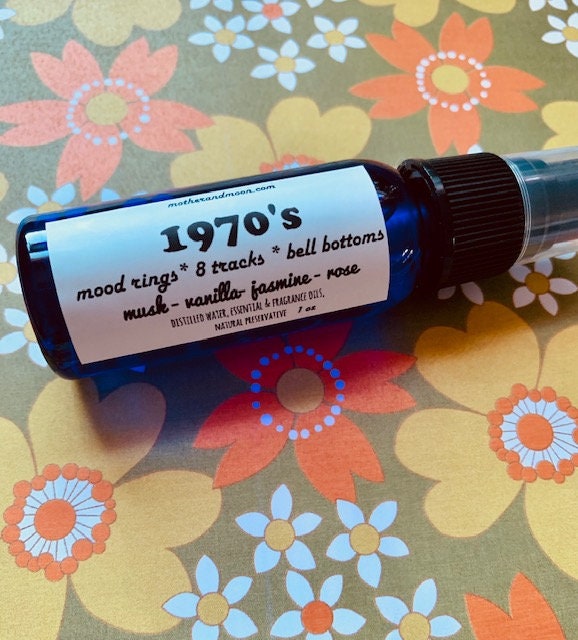 motherandmoon.com
1970's
mood rings* 8 tracks * bell bottoms
musk - vanilla- jasmine - rose
DISTILLED WATER, ESSENTIAL & FRAGRANCE OILS,
NATURAL PRESERVATIVE 1 oz